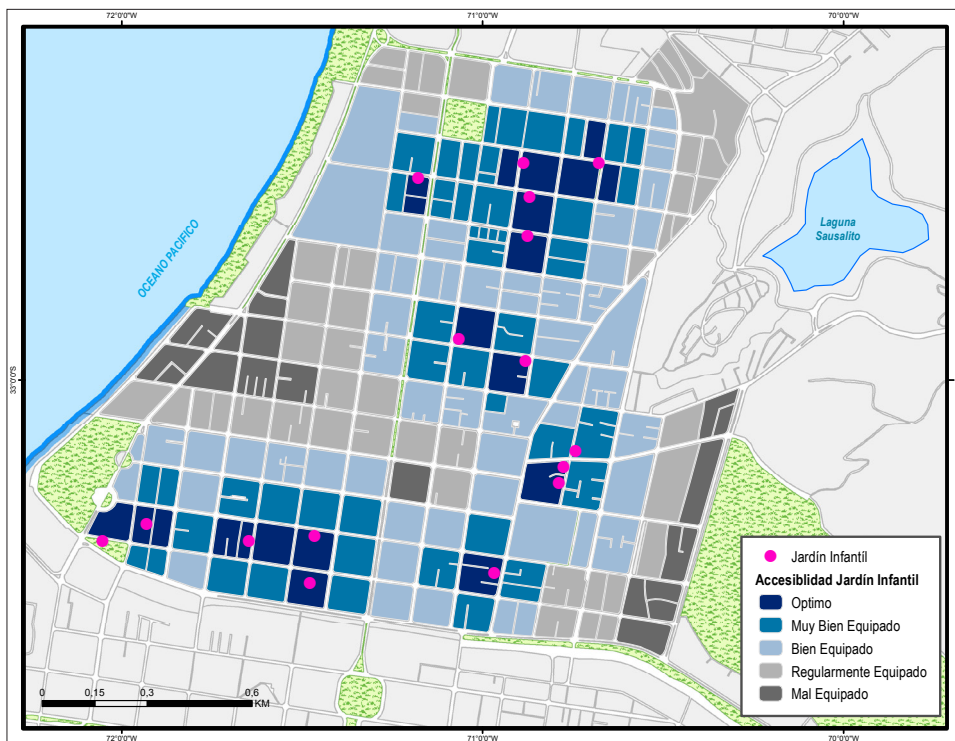 72°0'0"W 71°0'0"W 70°0'0"W
OCEANO PACIFICO
Laguna
Sausalito
33°0'0"S
Jardín Infantil
Accesiblidad Jardín Infantil
Optimo
Muy Bien Equipado
Bien Equipado
Regularmente Equipado
Mal Equipado
0 0,15 0,3 0,6
KM
72°0'0"W 71°0'0"W 70°0'0"W